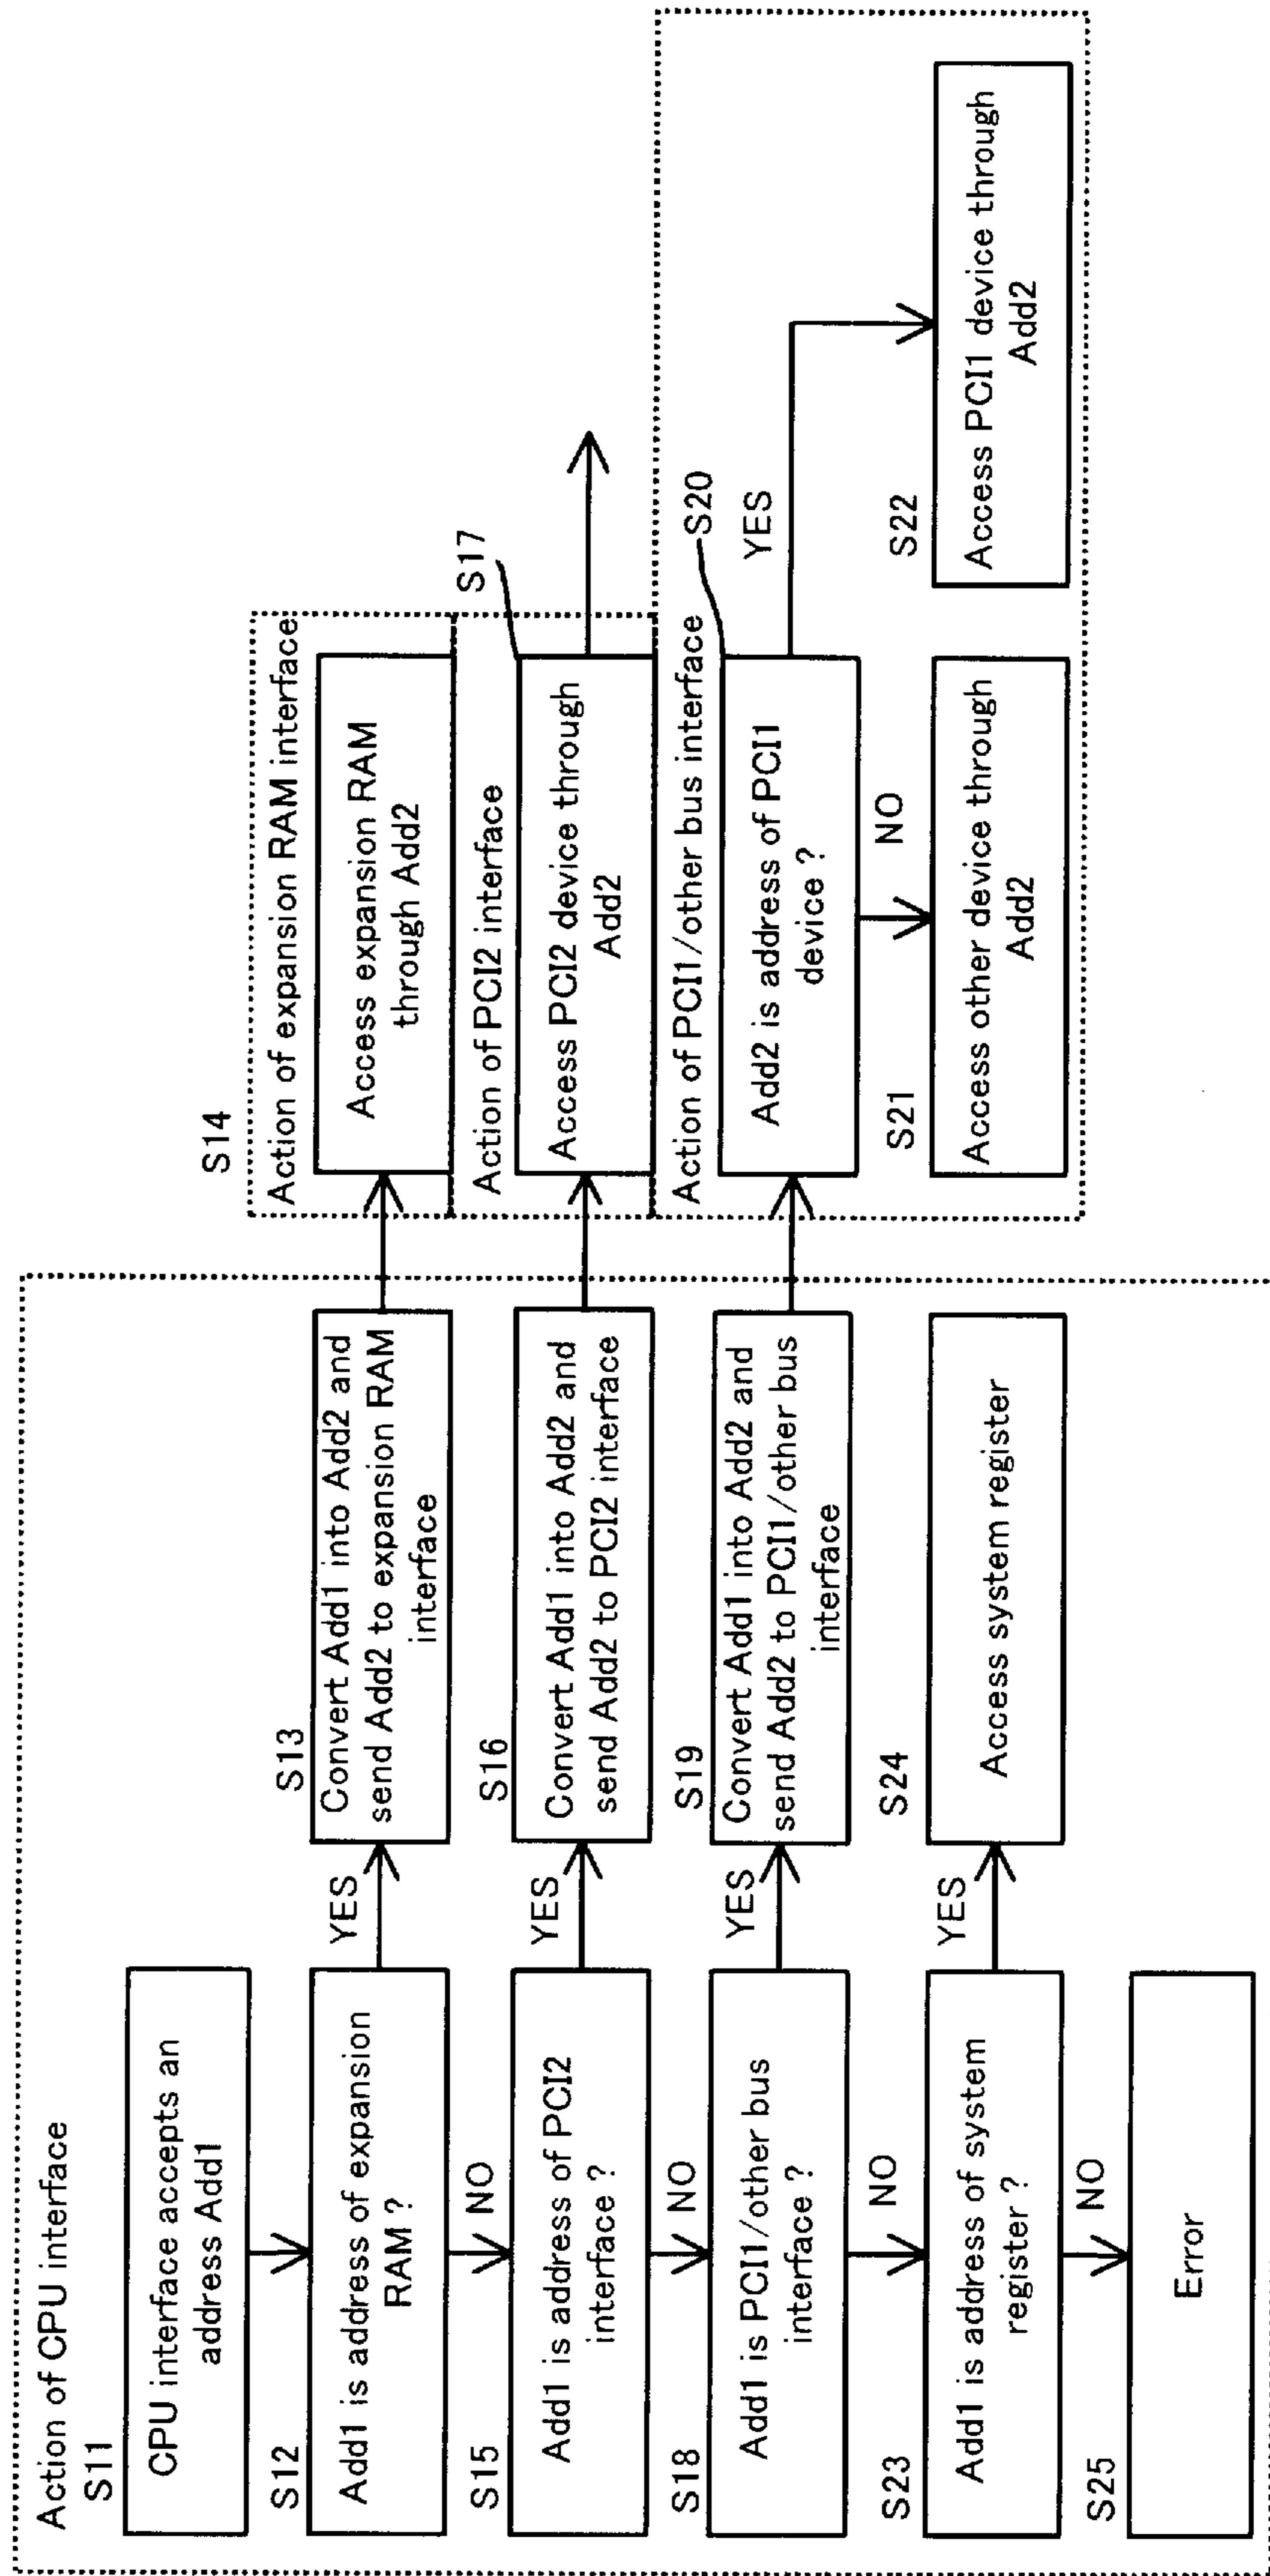 Action of CPU interface
S11
CPU interface accepts an
address Add1
S12
Add1 is address of expansion
RAM ?
YES
S13
Convert Add1 into Add2 and
send Add2 to expansion RAM
interface
S14
Action of expansion RAM interface
Access expansion RAM
through Add2
NO
S15
Add1 is address of PCI2
interface ?
YES
S16
Convert Add1 into Add2 and
send Add2 to PCI2 interface
Action of PCI2 interface
S17
Access PCI2 device through
Add2
NO
S18
Add1 is PCI1/other bus
interface ?
YES
S19
Convert Add1 into Add2 and
send Add2 to PCI1/other bus
interface
Action of PCI1/other bus interface
S20
Add2 is address of PCI1
device ?
YES
NO
S21
Access other device through
Add2
S22
Access PCI1 device through
Add2
NO
S23
Add1 is address of system
register ?
YES
S24
Access system register
NO
S25
Error